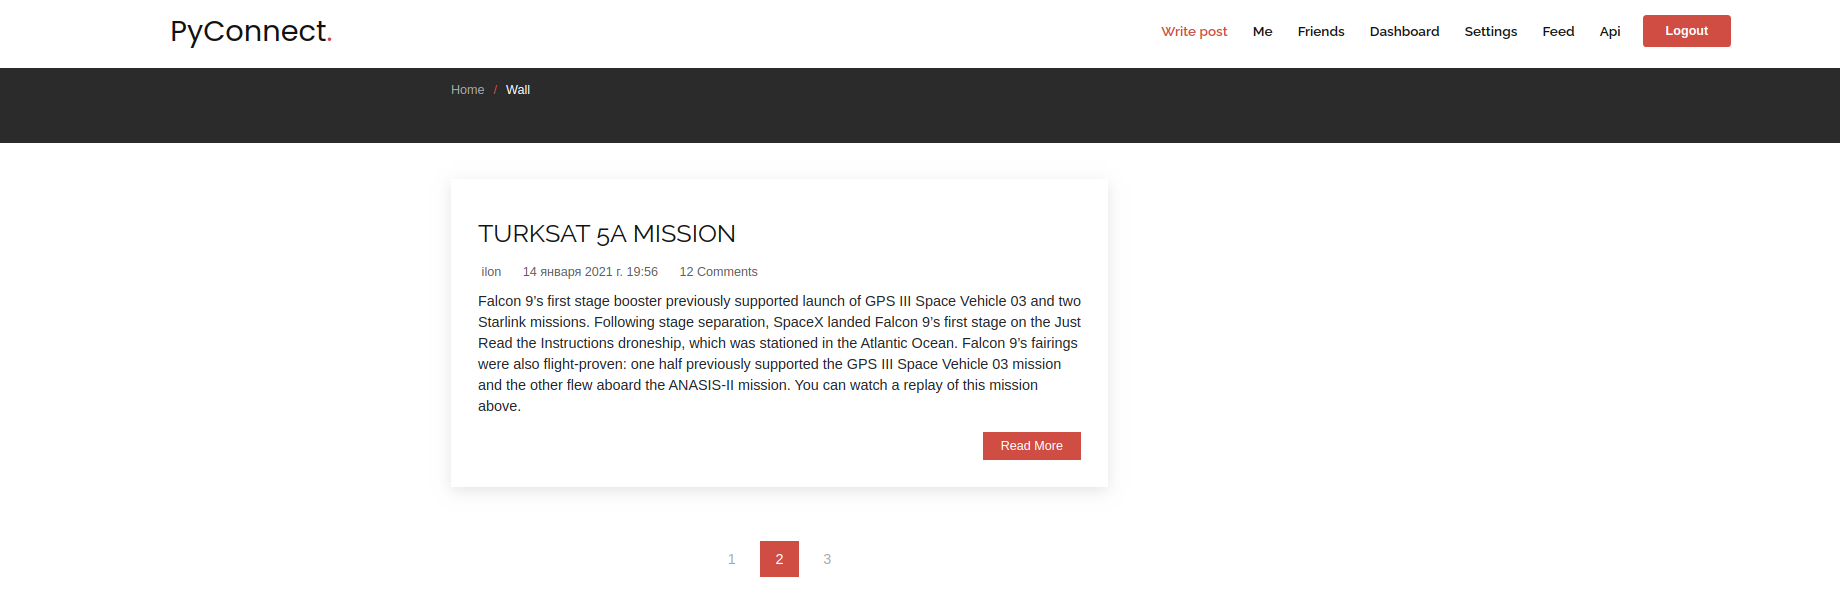 PyConnect.
Write post Me Friends Dashboard Settings Feed Api Logout
Home / Wall
TURKSAT 5A MISSION
ilon 14 января 2021 г. 19:56 12 Comments
Falcon 9’s first stage booster previously supported launch of GPS III Space Vehicle 03 and two
Starlink missions. Following stage separation, SpaceX landed Falcon 9’s first stage on the Just
Read the Instructions droneship, which was stationed in the Atlantic Ocean. Falcon 9’s fairings
were also flight-proven: one half previously supported the GPS III Space Vehicle 03 mission
and the other flew aboard the ANASIS-II mission. You can watch a replay of this mission
above.
Read More
1 2 3